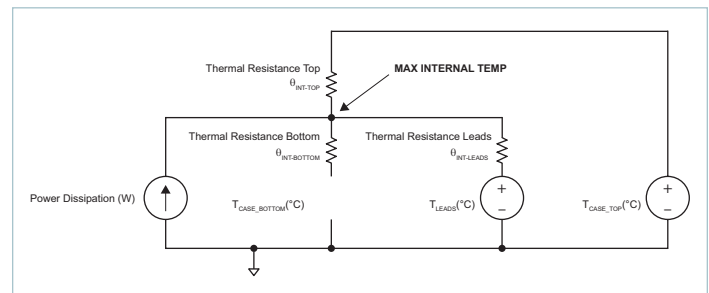 Thermal Resistance Top
θINT-TOP
MAX INTERNAL TEMP
Thermal Resistance Bottom
θINT-BOTTOM
Thermal Resistance Leads
θINT-LEADS
Power Dissipation (W)
TCASE_BOTTOM(°C)
TLEADS(°C)
+
–
TCASE_TOP(°C)
+
–